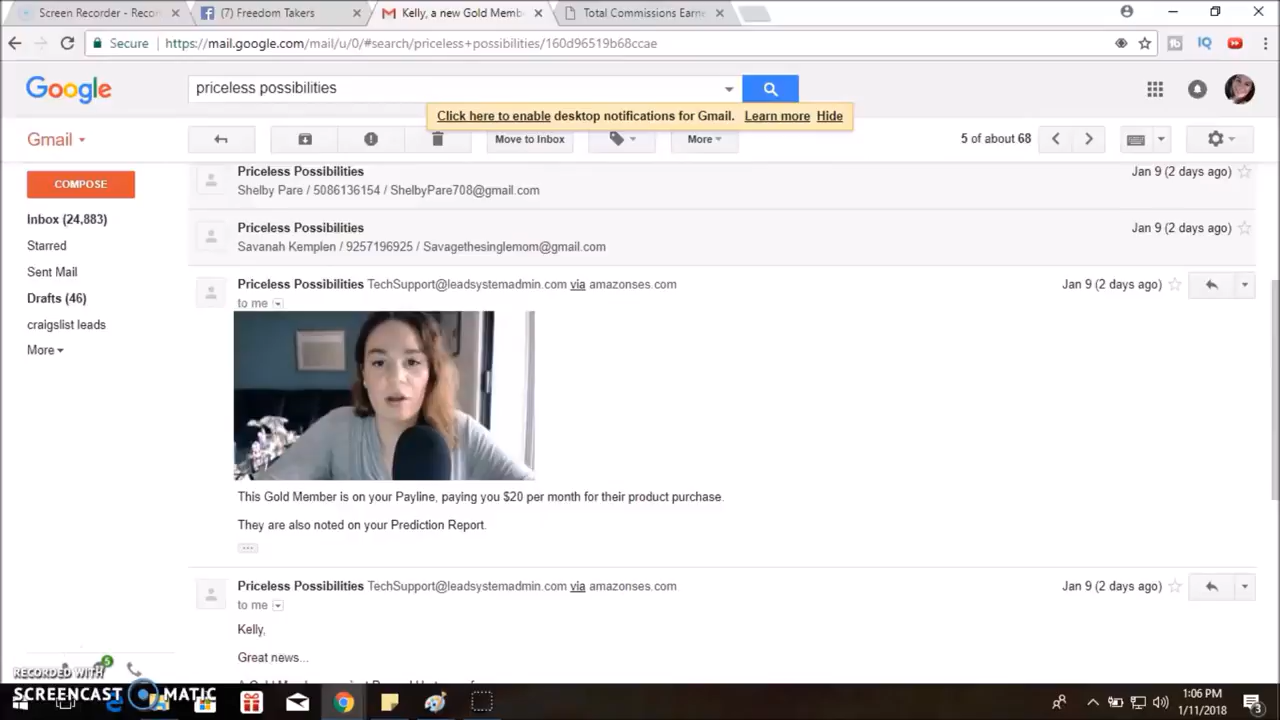 Screen Recorder - Recor
(7) Freedom Takers
Kelly, a new Gold Memb
Total Commissions Earne
Secure https://mail.google.com/mail/u/0/#search/priceless+possibilities/160d96519b68ccae
Google
priceless possibilities
Click here to enable desktop notifications for Gmail. Learn more Hide
Gmail
Move to Inbox
More
5 of about 68
COMPOSE
Inbox (24,883)
Starred
Sent Mail
Drafts (46)
craigslist leads
More
Priceless Possibilities Jan 9 (2 days ago)
Shelby Pare / 5086136154 / ShelbyPare708@gmail.com
Priceless Possibilities Jan 9 (2 days ago)
Savanah Kemplen / 9257196925 / Savagethesinglemom@gmail.com
Priceless Possibilities TechSupport@leadsystemadmin.com via amazonses.com Jan 9 (2 days ago)
to me
This Gold Member is on your Payline, paying you $20 per month for their product purchase.
They are also noted on your Prediction Report.
Priceless Possibilities TechSupport@leadsystemadmin.com via amazonses.com Jan 9 (2 days ago)
to me
Kelly,
Great news...
5
RECORDED WITH
SCREENCAST MATIC
1:06 PM
1/11/2018
3